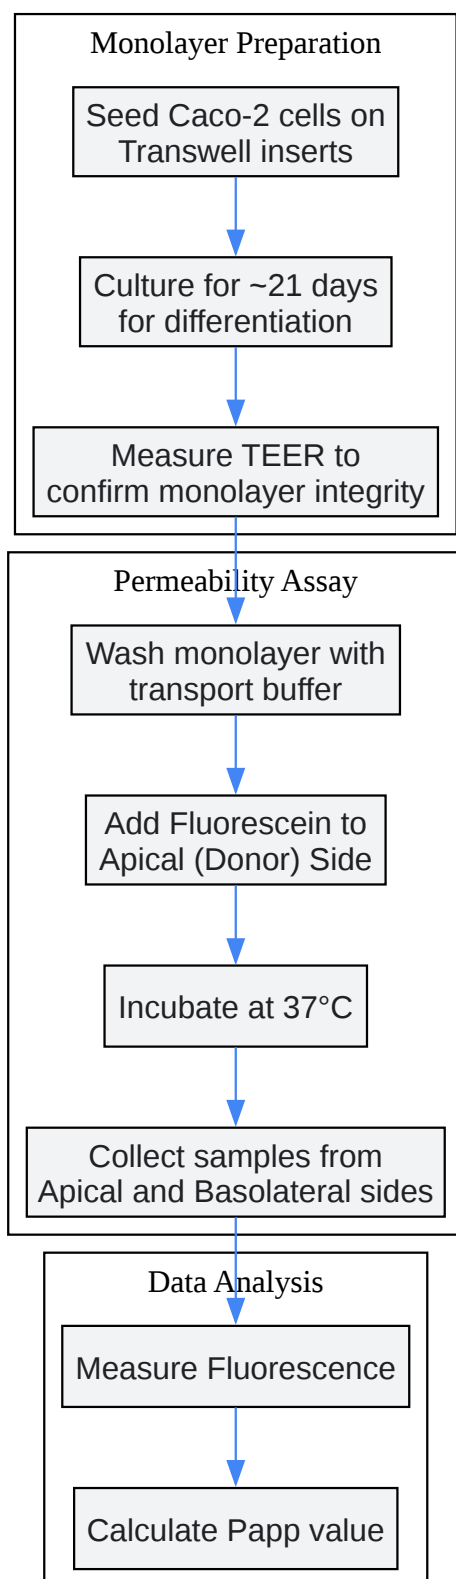 Monolayer Preparation
Seed Caco-2 cells on
Transwell inserts
Culture for ~21 days
for differentiation
Measure TEER to
confirm monolayer integrity
Permeability Assay
Wash monolayer with
transport buffer
Add Fluorescein to
Apical (Donor) Side
Incubate at 37°C
Collect samples from
Apical and Basolateral sides
Data Analysis
Measure Fluorescence
Calculate Papp value